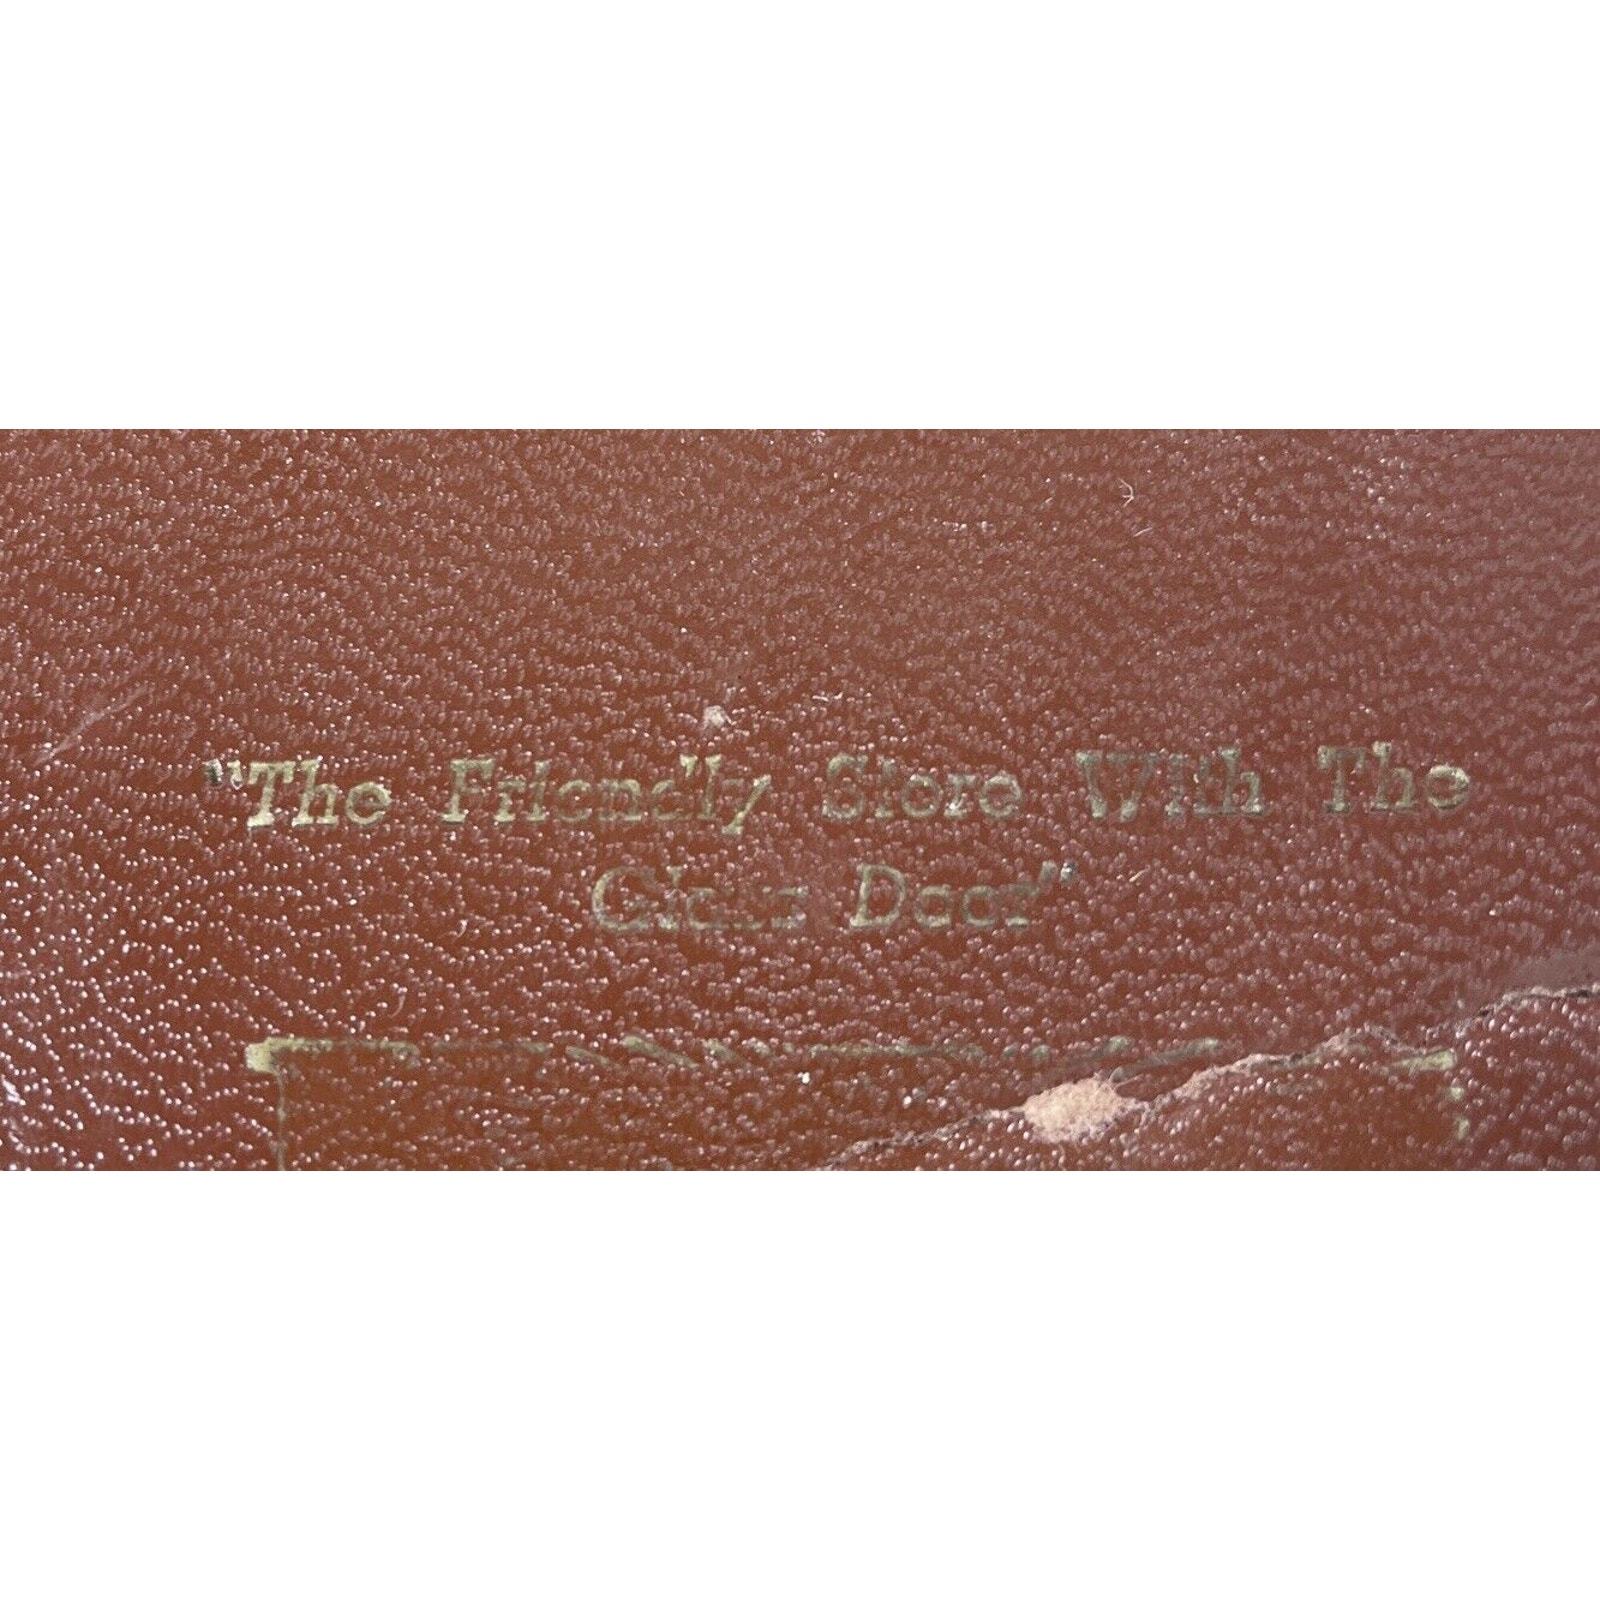 "The Friendly Store With The
Glass Door"